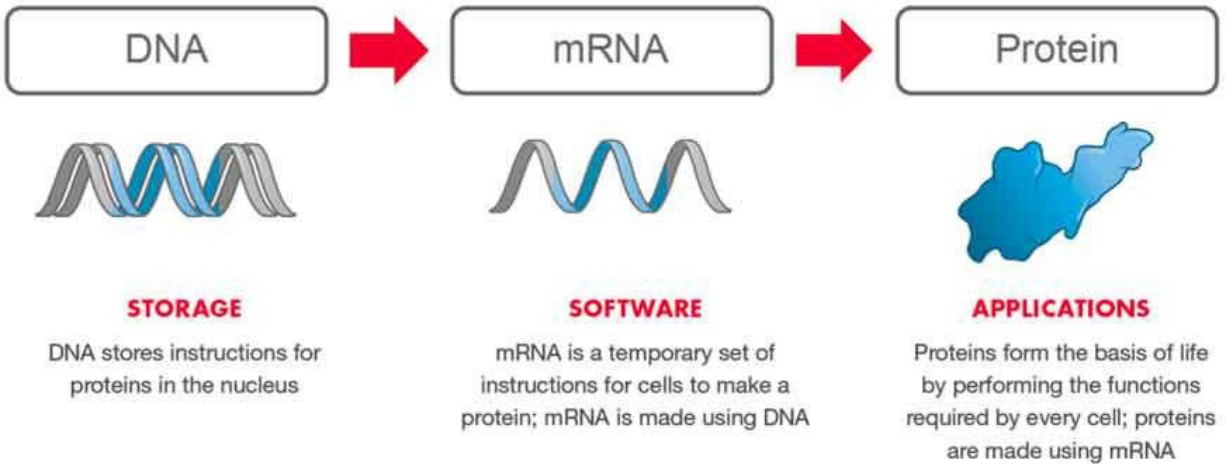 DNA
mRNA
Protein
STORAGE
DNA stores instructions for
proteins in the nucleus
SOFTWARE
mRNA is a temporary set of
instructions for cells to make a
protein; mRNA is made using DNA
APPLICATIONS
Proteins form the basis of life
by performing the functions
required by every cell; proteins
are made using mRNA